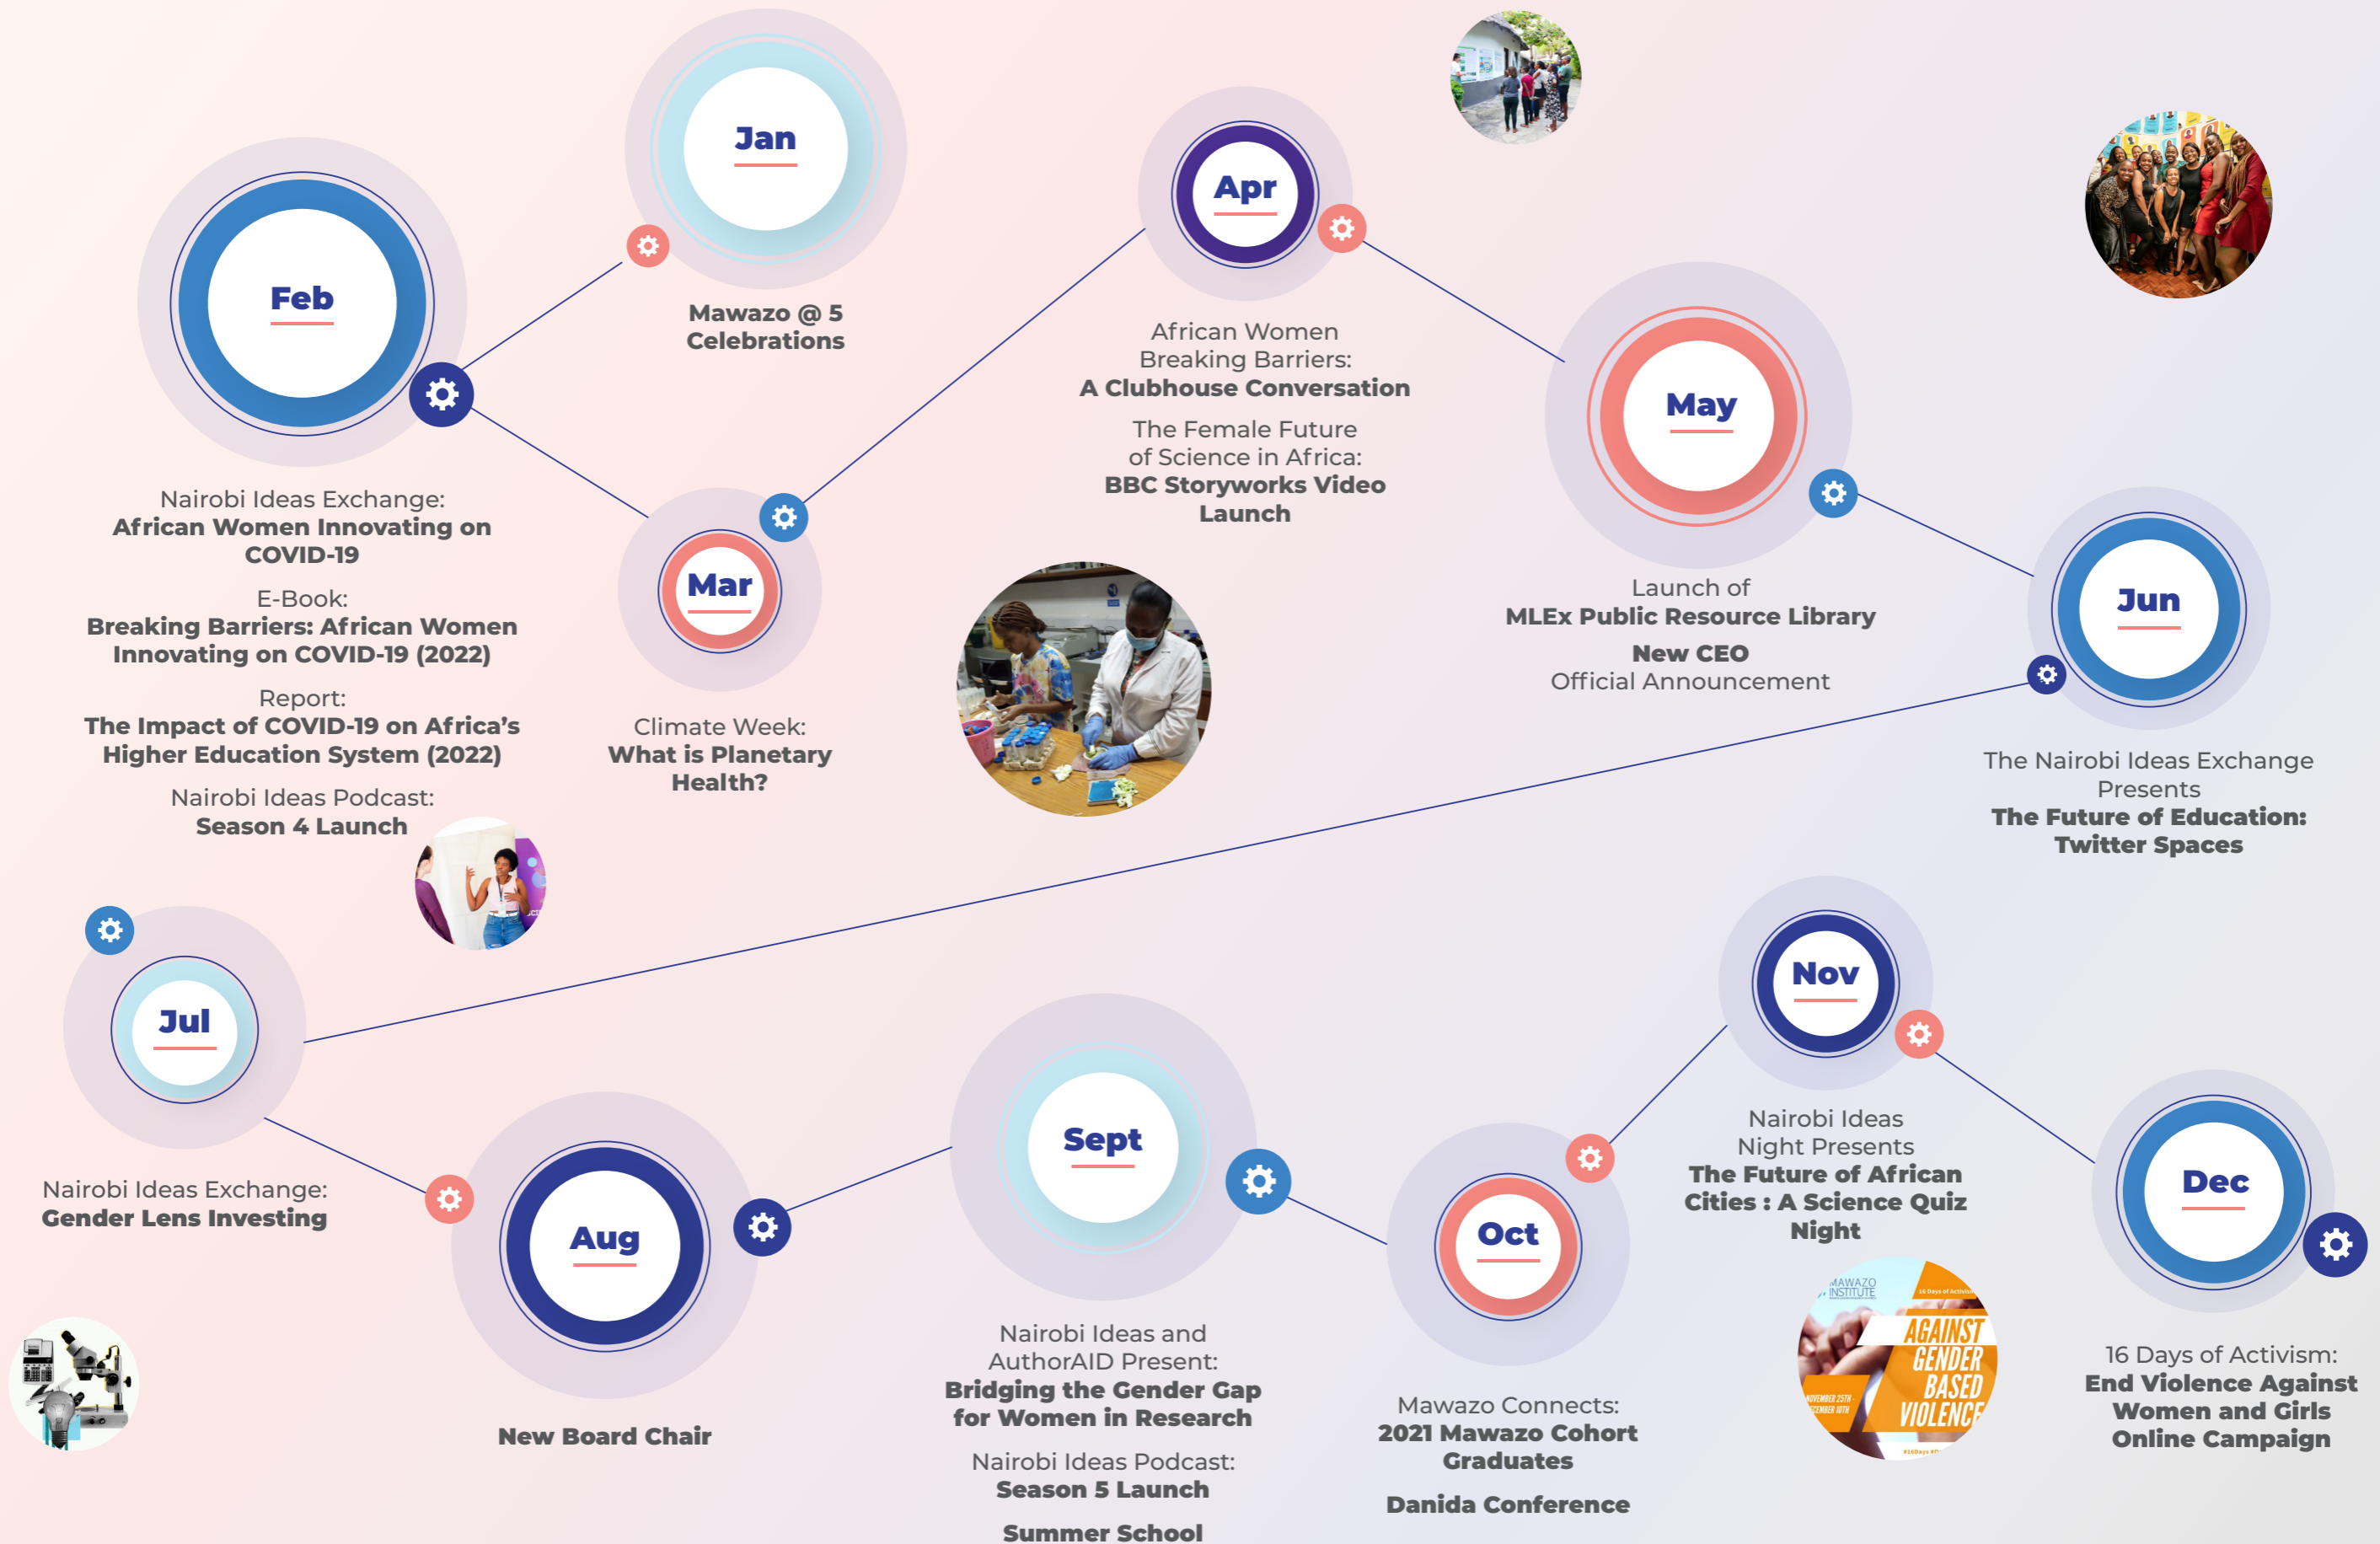 Jan
Mawazo @ 5
Celebrations
Feb
Nairobi Ideas Exchange:
African Women Innovating on
COVID-19
E-Book:
Breaking Barriers: African Women
Innovating on COVID-19 (2022)
Report:
The Impact of COVID-19 on Africa’s
Higher Education System (2022)
Nairobi Ideas Podcast:
Season 4 Launch
Mar
Climate Week:
What is Planetary
Health?
Apr
African Women
Breaking Barriers:
A Clubhouse Conversation
The Female Future
of Science in Africa:
BBC Storyworks Video
Launch
May
Launch of
MLEx Public Resource Library
New CEO
Official Announcement
Jun
The Nairobi Ideas Exchange
Presents
The Future of Education:
Twitter Spaces
Jul
Nairobi Ideas Exchange:
Gender Lens Investing
Aug
New Board Chair
Sept
Nairobi Ideas and
AuthorAID Present:
Bridging the Gender Gap
for Women in Research
Nairobi Ideas Podcast:
Season 5 Launch
Summer School
Oct
Mawazo Connects:
2021 Mawazo Cohort
Graduates
Danida Conference
Nov
Nairobi Ideas
Night Presents
The Future of African
Cities : A Science Quiz
Night
MAWAZO
INSTITUTE
16 Days of
AGAINST
GENDER
BASED
VIOLENCE
NOVEMBER 25TH -
10TH
#16Days
Dec
16 Days of Activism:
End Violence Against
Women and Girls
Online Campaign